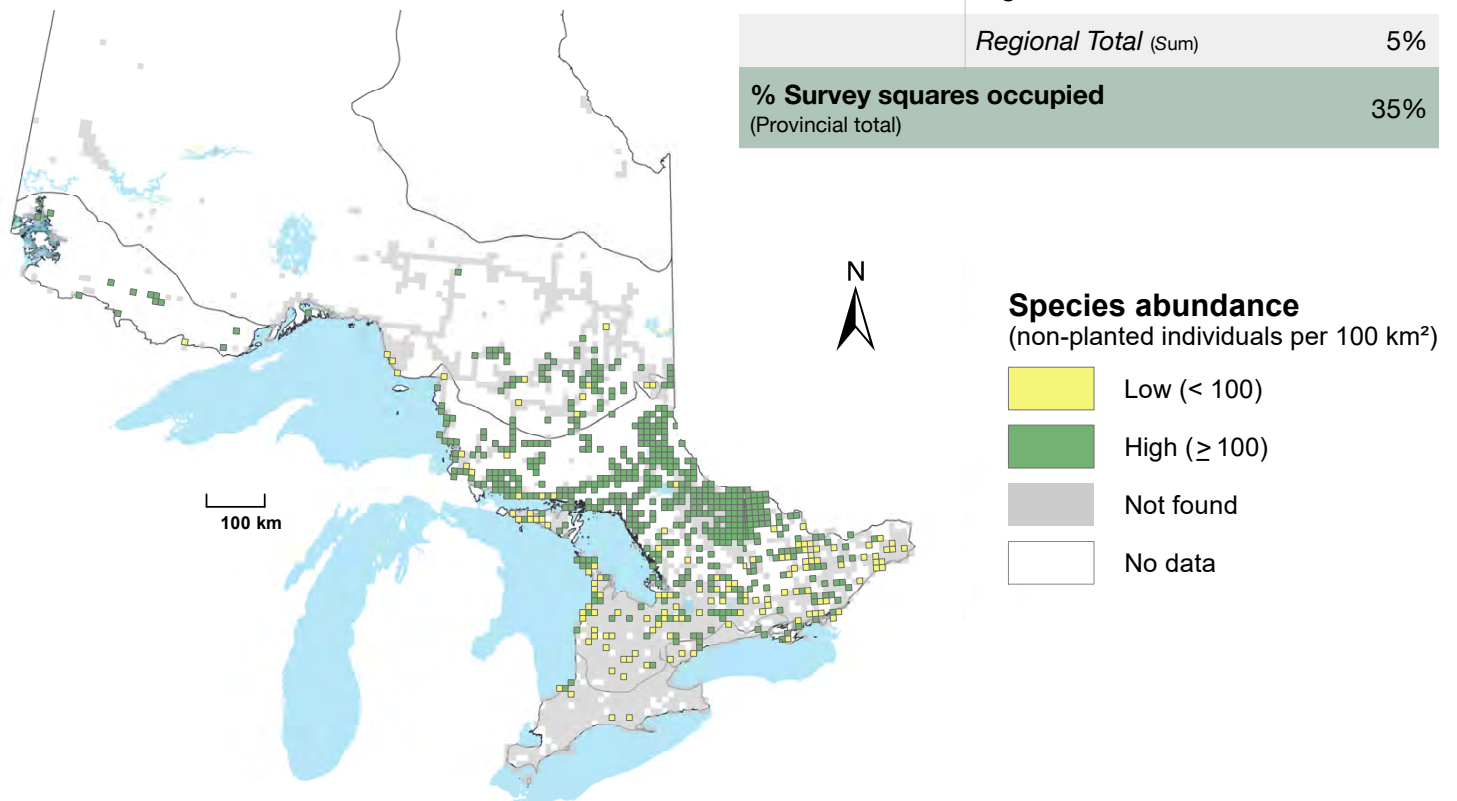 Regional Total (Sum) 5%
% Survey squares occupied
(Provincial total) 35%
N
Species abundance
(non-planted individuals per 100 km²)
Low (< 100)
High (≥ 100)
Not found
No data
100 km